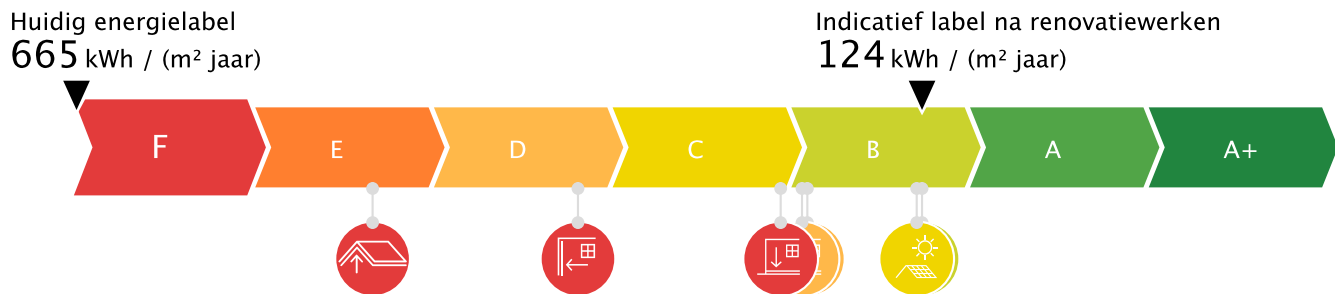 Huidig energielabel
665 kWh / (m² jaar)
Indicatief label na renovatiewerken
124 kWh / (m² jaar)
F E D C B A A+